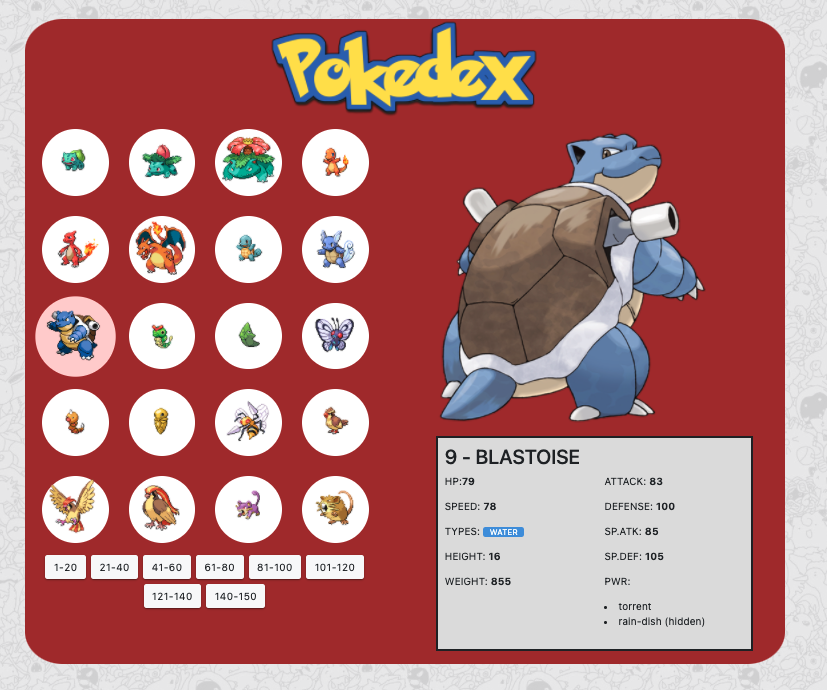 Pokedex
1-20 21-40 41-60 61-80 81-100 101-120
121-140 140-150
9 - BLASTOISE
HP:79 ATTACK: 83
SPEED: 78 DEFENSE: 100
TYPES: WATER SP.ATK: 85
HEIGHT: 16 SP.DEF: 105
WEIGHT: 855 PWR:
• torrent
• rain-dish (hidden)